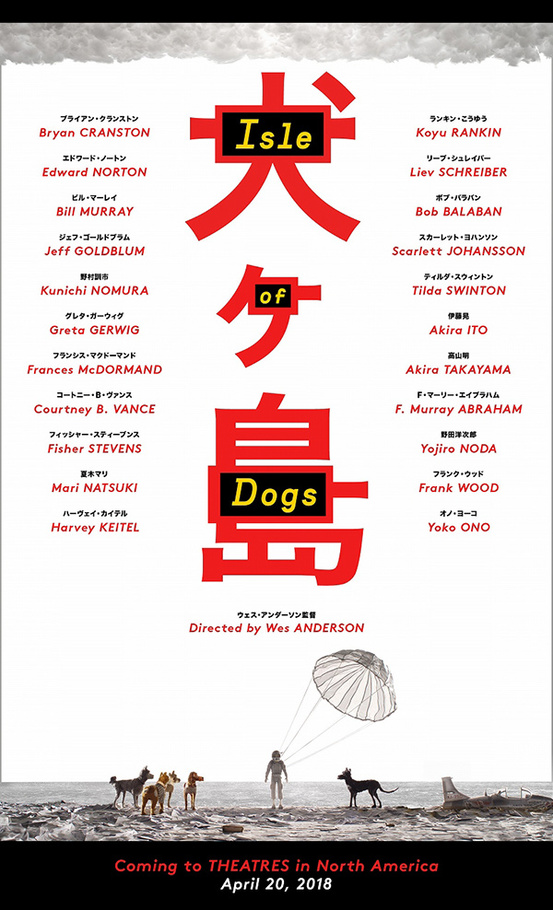 犬ヶ島
Isle
of
Dogs
ブライアン・クランストン
Bryan CRANSTON
エドワード・ノートン
Edward NORTON
ビル・マーレイ
Bill MURRAY
ジェフ・ゴールドブラム
Jeff GOLDBLUM
野村訓市
Kunichi NOMURA
グレタ・ガーウィグ
Greta GERWIG
フランシス・マクドーマンド
Frances McDORMAND
コートニー・B・ヴァンス
Courtney B. VANCE
フィッシャー・スティーブンス
Fisher STEVENS
夏木マリ
Mari NATSUKI
ハーヴェイ・カイテル
Harvey KEITEL
ランキン・こうゆう
Koyu RANKIN
リーブ・シュレイバー
Liev SCHREIBER
ボブ・バラバン
Bob BALABAN
スカーレット・ヨハンソン
Scarlett JOHANSSON
ティルダ・スウィントン
Tilda SWINTON
伊藤晃
Akira ITO
高山明
Akira TAKAYAMA
F・マーリー・エイブラハム
F. Murray ABRAHAM
野田洋次郎
Yojiro NODA
フランク・ウッド
Frank WOOD
オノ・ヨーコ
Yoko ONO
ウェス・アンダーソン監督
Directed by Wes ANDERSON
Coming to THEATRES in North America
April 20, 2018